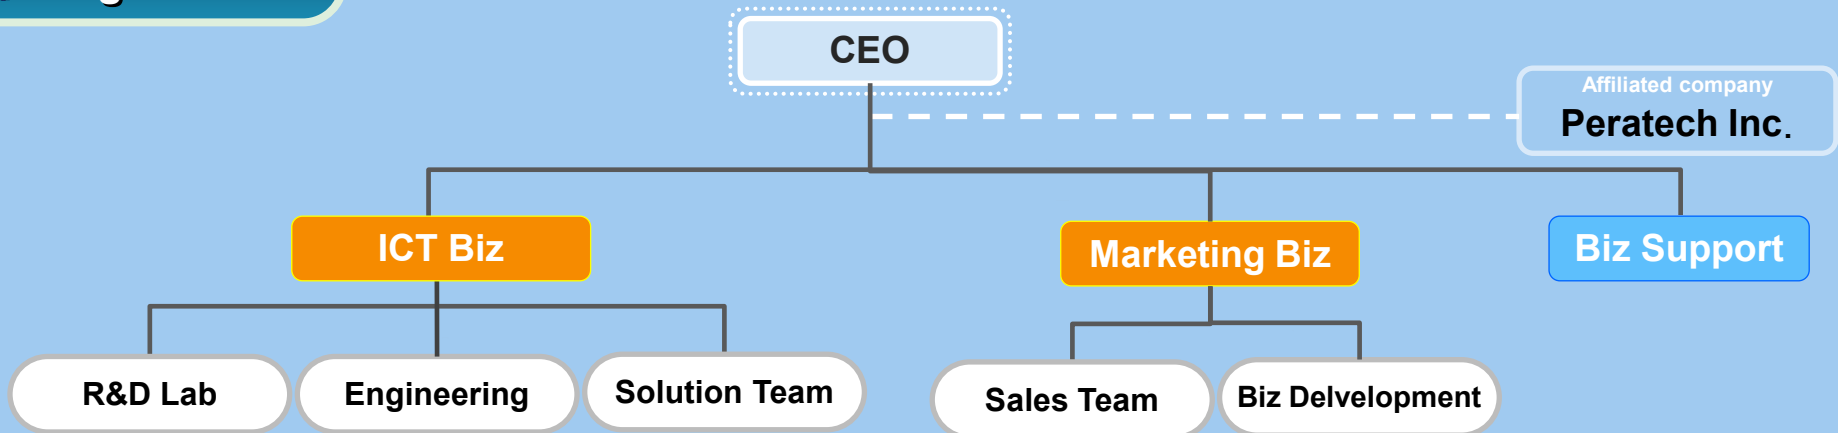 CEO
Affiliated company
Peratech Inc.
ICT Biz
Marketing Biz
Biz Support
R&D Lab
Engineering
Solution Team
Sales Team
Biz Delvelopment